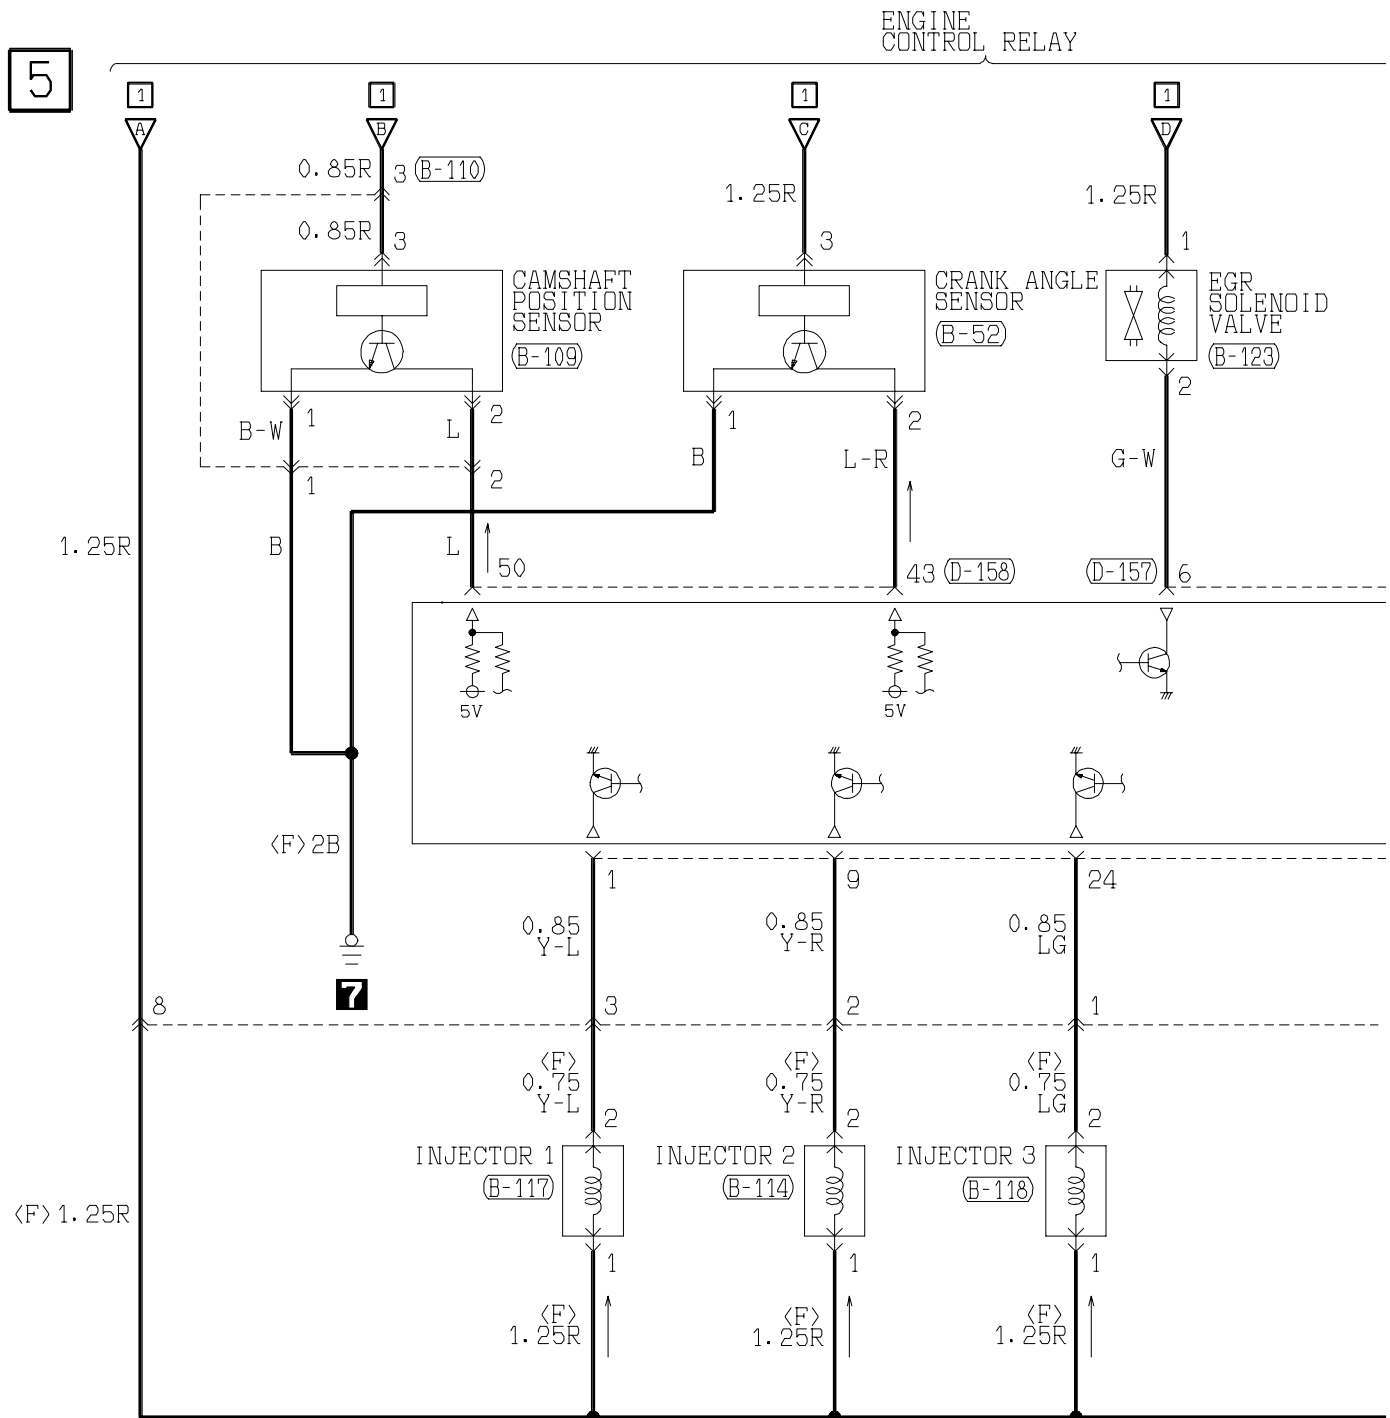 ENGINE
CONTROL RELAY
5
1
1
1
1
A
B
C
D
0.85R
3
(B-110)
0.85R
3
1.25R
3
1.25R
1
CAMSHAFT
POSITION
SENSOR
(B-109)
CRANK ANGLE
SENSOR
(B-52)
EGR
SOLENOID
VALVE
(B-123)
B-W
1
L
2
1
2
B
1
L-R
2
G-W
2
1.25R
B
L
50
43
(D-158)
(D-157)
6
5V
5V
〈F〉2B
7
1
9
24
0.85
Y-L
0.85
Y-R
0.85
LG
8
3
2
1
〈F〉
0.75
Y-L
〈F〉
0.75
Y-R
〈F〉
0.75
LG
2
2
2
INJECTOR 1
(B-117)
INJECTOR 2
(B-114)
INJECTOR 3
(B-118)
〈F〉1.25R
1
1
1
〈F〉
1.25R
〈F〉
1.25R
〈F〉
1.25R